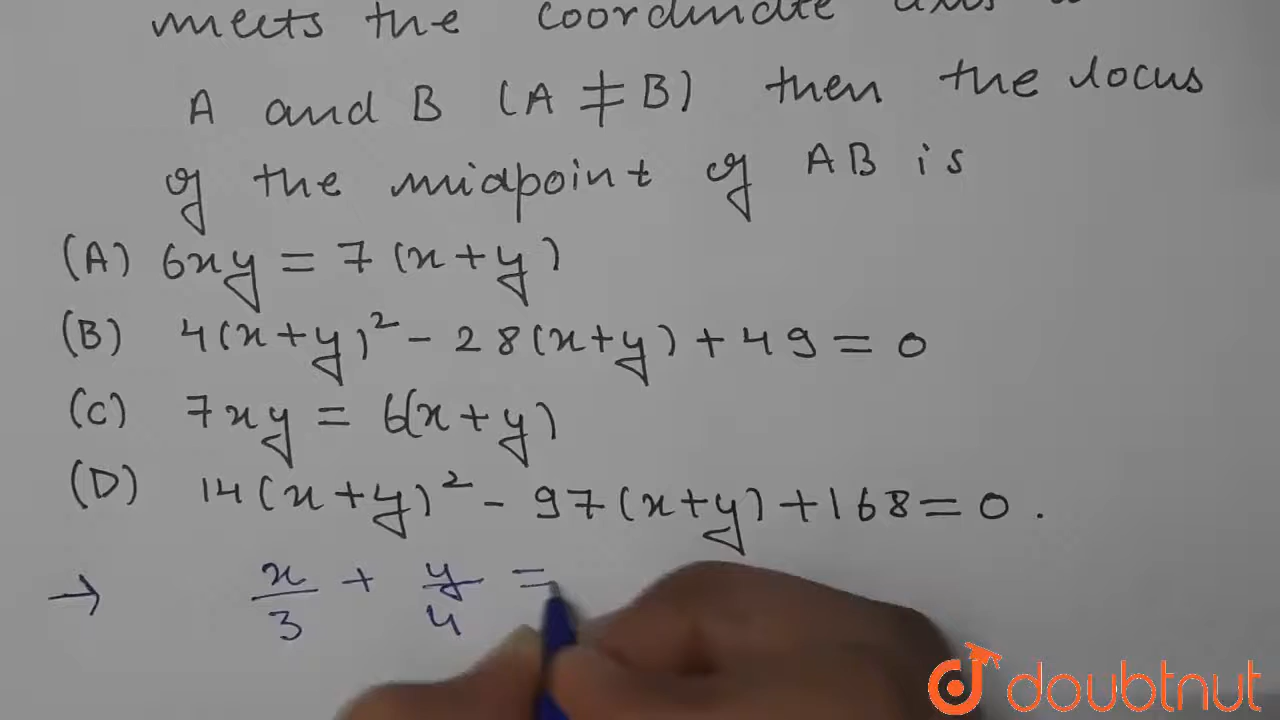 meets the coordinate axes
A and B (A ≠ B) then the locus
of the midpoint of AB is
(A) 6xy = 7(x+y)
(B) 4(x+y)² - 28(x+y) + 49 = 0
(C) 7xy = 6(x+y)
(D) 14(x+y)² - 97(x+y) + 168 = 0.
→ x/3 + y/4 =
doubtnut